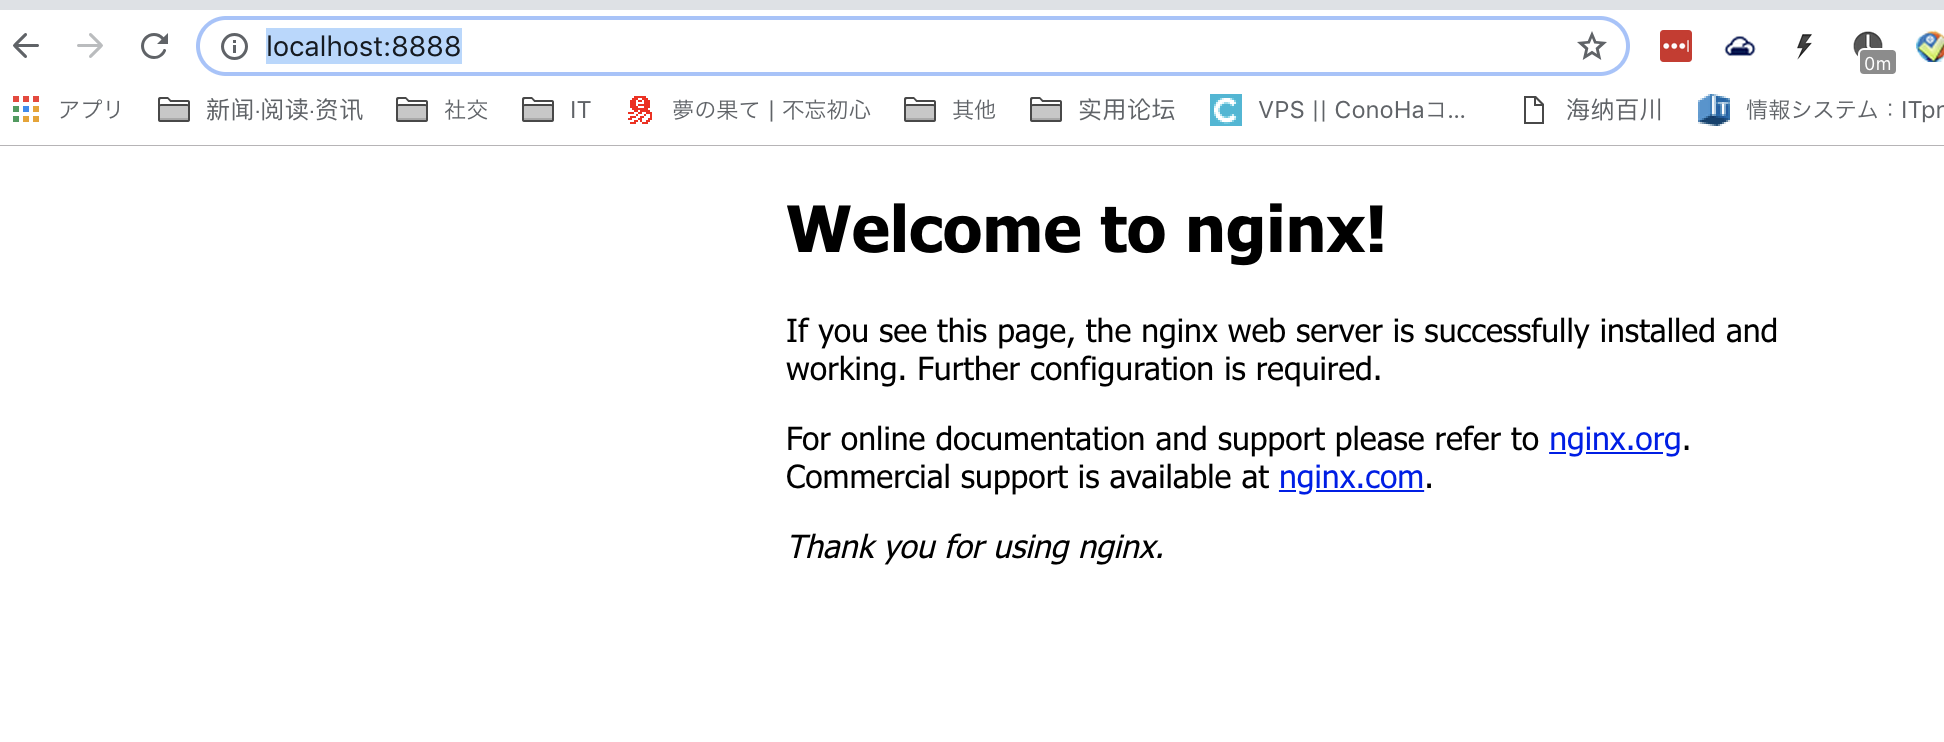 localhost:8888
0m
アプリ 新闻·阅读·资讯 社交 IT 夢の果て | 不忘初心 其他 实用论坛 VPS || ConoHaコ... 海纳百川 情報システム：ITpr
Welcome to nginx!
If you see this page, the nginx web server is successfully installed and
working. Further configuration is required.
For online documentation and support please refer to nginx.org.
Commercial support is available at nginx.com.
Thank you for using nginx.